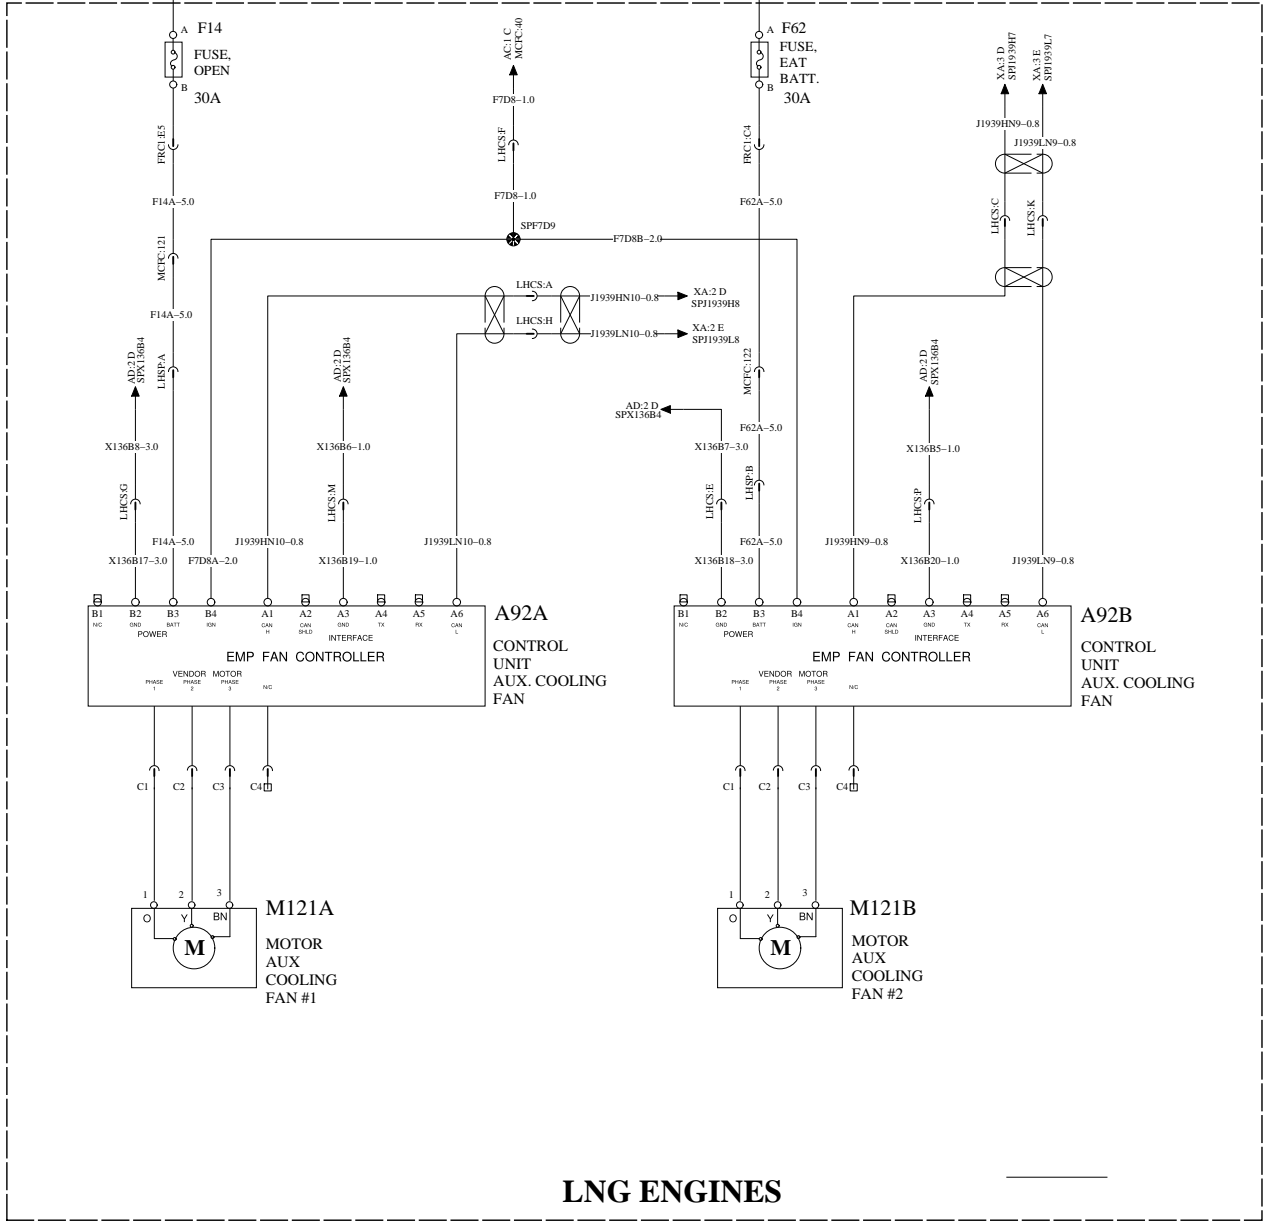 A F14
FUSE,
OPEN
B
30A
FRC1:E5
F14A–5.0
MCFC:121
F14A–5.0
LHSP:A
F14A–5.0
AD:2 D
SPX136B4
X136B8–3.0
LHCS:G
X136B17–3.0
F7D8A–2.0
AC:1 C
MCFC:40
F7D8–1.0
LHCS:F
F7D8–1.0
SPF7D9
F7D8B–2.0
LHCS:A
J1939HN10–0.8
XA:2 D
SPJ1939H8
LHCS:H
J1939LN10–0.8
XA:2 E
SPJ1939L8
AD:2 D
SPX136B4
X136B6–1.0
LHCS:M
J1939HN10–0.8
X136B19–1.0
J1939LN10–0.8
A F62
FUSE,
EAT
BATT.
B
30A
FRC1:C4
F62A–5.0
MCFC:122
F62A–5.0
LHSP:B
F62A–5.0
AD:2 D
SPX136B4
X136B7–3.0
LHCS:E
X136B18–3.0
XA:3 D
SPJ1939H7
XA:3 E
SPJ1939L7
J1939HN9–0.8
J1939LN9–0.8
LHCS:C
LHCS:K
AD:2 D
SPX136B4
X136B5–1.0
LHCS:P
J1939HN9–0.8
X136B20–1.0
J1939LN9–0.8
B1 B2 B3 B4 A1 A2 A3 A4 A5 A6
N/C GND BATT IGN CAN H CAN SHLD GND TX RX CAN L
POWER INTERFACE
EMP FAN CONTROLLER
VENDOR MOTOR
PHASE 1 PHASE 2 PHASE 3 N/C
A92A
CONTROL
UNIT
AUX. COOLING
FAN
B1 B2 B3 B4 A1 A2 A3 A4 A5 A6
N/C GND BATT IGN CAN H CAN SHLD GND TX RX CAN L
POWER INTERFACE
EMP FAN CONTROLLER
VENDOR MOTOR
PHASE 1 PHASE 2 PHASE 3 N/C
A92B
CONTROL
UNIT
AUX. COOLING
FAN
C1 C2 C3 C4
C1 C2 C3 C4
1 2 3
O Y BN
M
M121A
MOTOR
AUX
COOLING
FAN #1
1 2 3
O Y BN
M
M121B
MOTOR
AUX
COOLING
FAN #2
LNG ENGINES